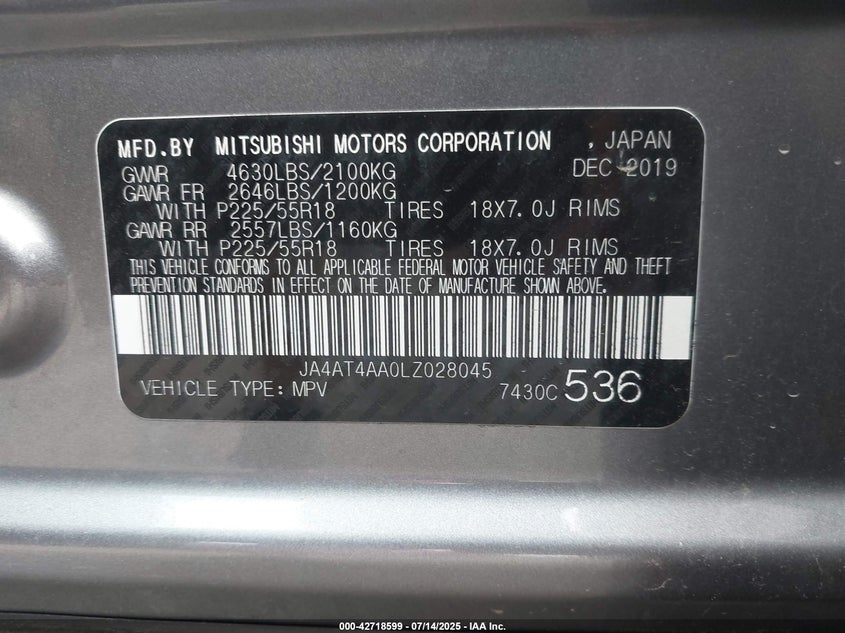 MFD.BY MITSUBISHI MOTORS CORPORATION , JAPAN
GVWR 4630LBS/2100KG DEC 2019
GAWR FR 2646LBS/1200KG
WITH P225/55R18 TIRES 18X7.0J RIMS
GAWR RR 2557LBS/1160KG
WITH P225/55R18 TIRES 18X7.0J RIMS
THIS VEHICLE CONFORMS TO ALL APPLICABLE FEDERAL MOTOR VEHICLE SAFETY AND THEFT
PREVENTION STANDARDS IN EFFECT ON THE DATE OF MANUFACTURE SHOWN ABOVE.
JA4AT4AA0LZ028045
VEHICLE TYPE: MPV 7430C 536
000-42718599 - 07/14/2025 - IAA Inc.